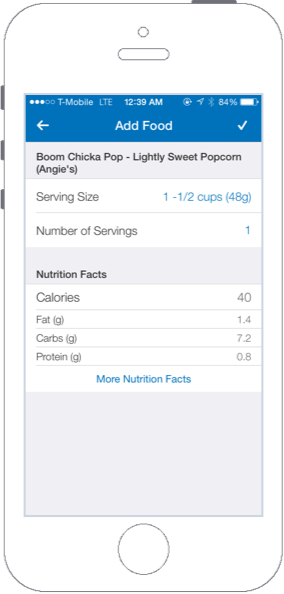 T-Mobile LTE 12:39 AM 84%
Add Food
Boom Chicka Pop - Lightly Sweet Popcorn
(Angie's)
Serving Size 1 -1/2 cups (48g)
Number of Servings 1
Nutrition Facts
Calories 40
Fat (g) 1.4
Carbs (g) 7.2
Protein (g) 0.8
More Nutrition Facts